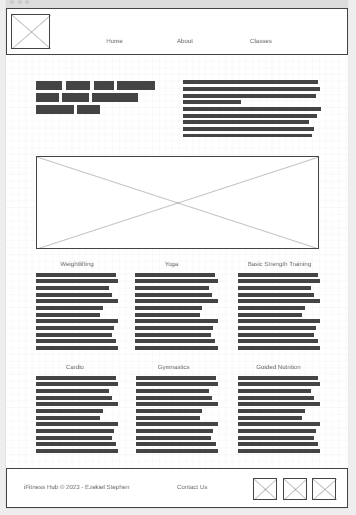 Home About Classes
Weightlifting Yoga Basic Strength Training
Cardio Gymnastics Guided Nutrition
iFitness Hub © 2023 - Ezekiel Stephen Contact Us